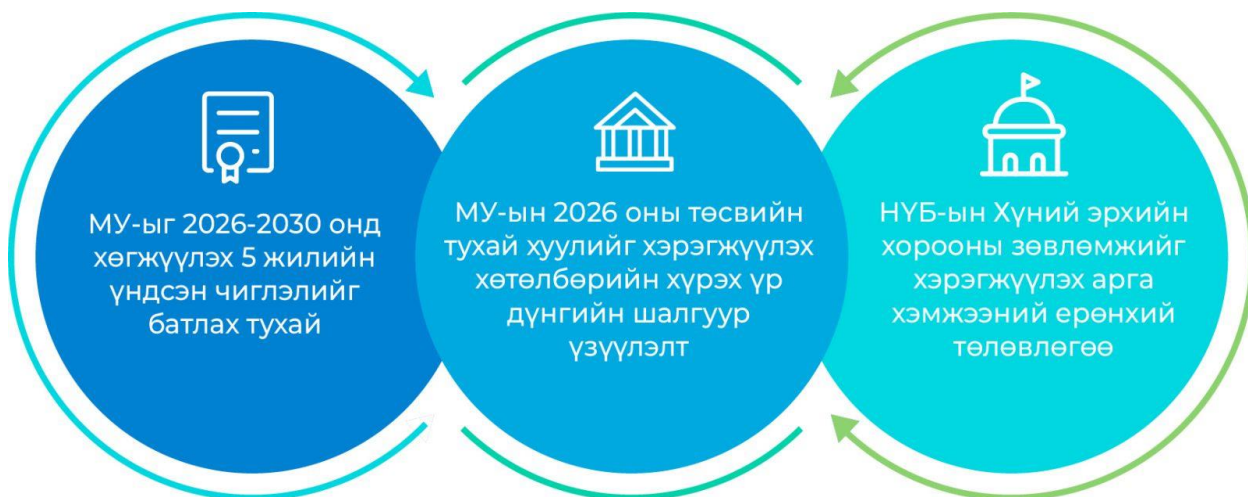 МУ-ыг 2026-2030 онд
хөгжүүлэх 5 жилийн
үндсэн чиглэлийг
батлах тухай
МУ-ын 2026 оны төсвийн
тухай хуулийг хэрэгжүүлэх
хөтөлбөрийн хүрэх үр
дүнгийн шалгуур
үзүүлэлт
НҮБ-ын Хүний эрхийн
хорооны зөвлөмжийг
хэрэгжүүлэх арга
хэмжээний ерөнхий
төлөвлөгөө